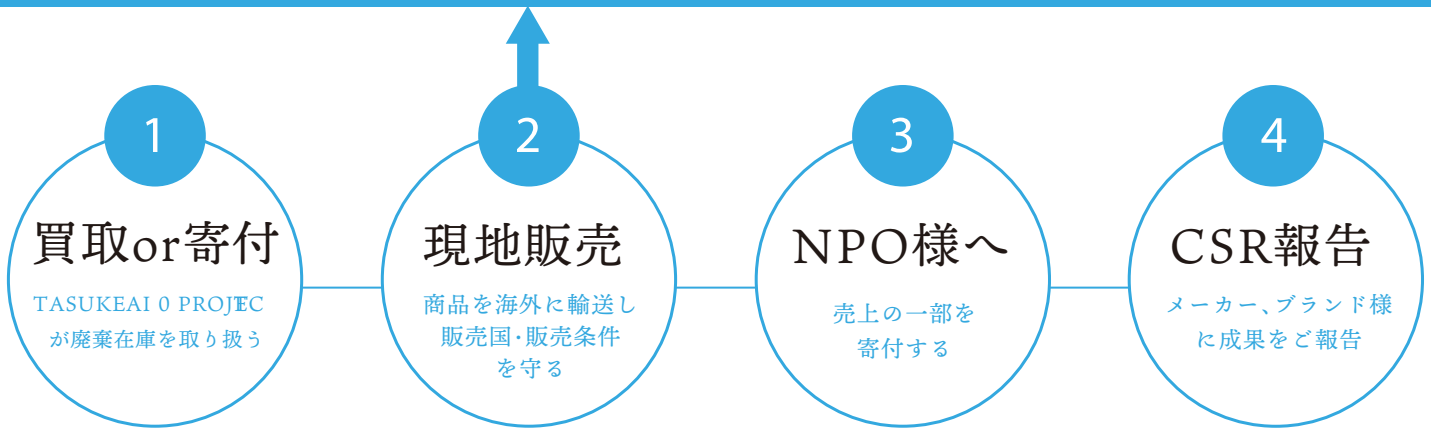 1
買取or寄付
TASUKEAI 0 PROJTEC
が廃棄在庫を取り扱う
2
現地販売
商品を海外に輸送し
販売国・販売条件
を守る
3
NPO様へ
売上の一部を
寄付する
4
CSR報告
メーカー、ブランド様
に成果をご報告